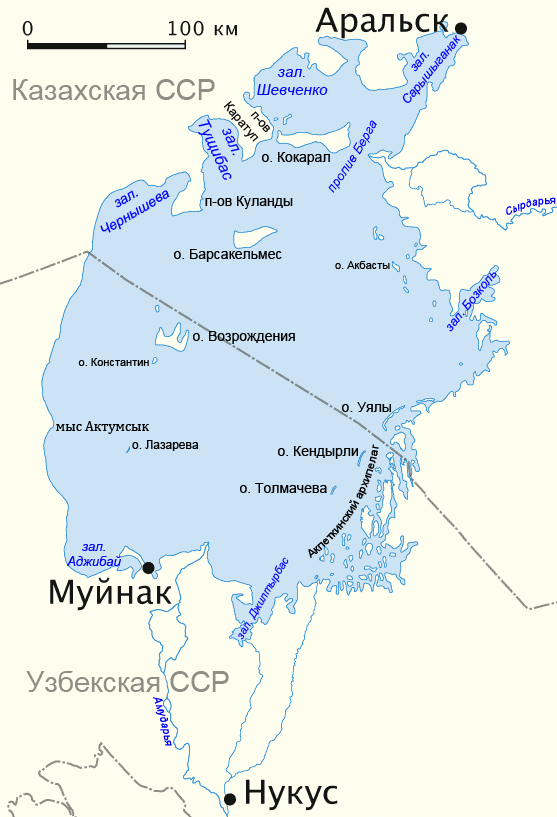 0 100 км
Аральск
Казахская ССР
зал.
Шевченко
зал.
Сарышыганак
п-ов
Каратуп
зал.
Тущибас
о. Кокарал
пролив Берга
зал.
Чернышева
п-ов Куланды
Сырдарья
о. Барсакельмес
о. Акбасты
зал. Бозколь
о. Возрождения
о. Константин
о. Уялы
мыс Актумсык
о. Лазарева
о. Кендырли
о. Толмачева
Акпеткинский архипелаг
зал.
Аджибай
Муйнак
зал. Джилтырбас
Узбекская ССР
Амударья
Нукус